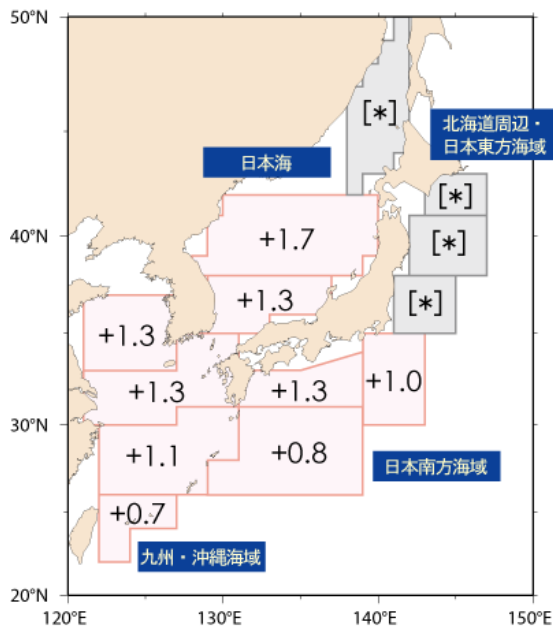 50°N
[*]
北海道周辺・
日本東方海域
日本海
[*]
40°N
+1.7
[*]
+1.3
[*]
+1.3
+1.3
+1.3
+1.0
30°N
+1.1
+0.8
日本南方海域
+0.7
九州・沖縄海域
20°N
120°E
130°E
140°E
150°E